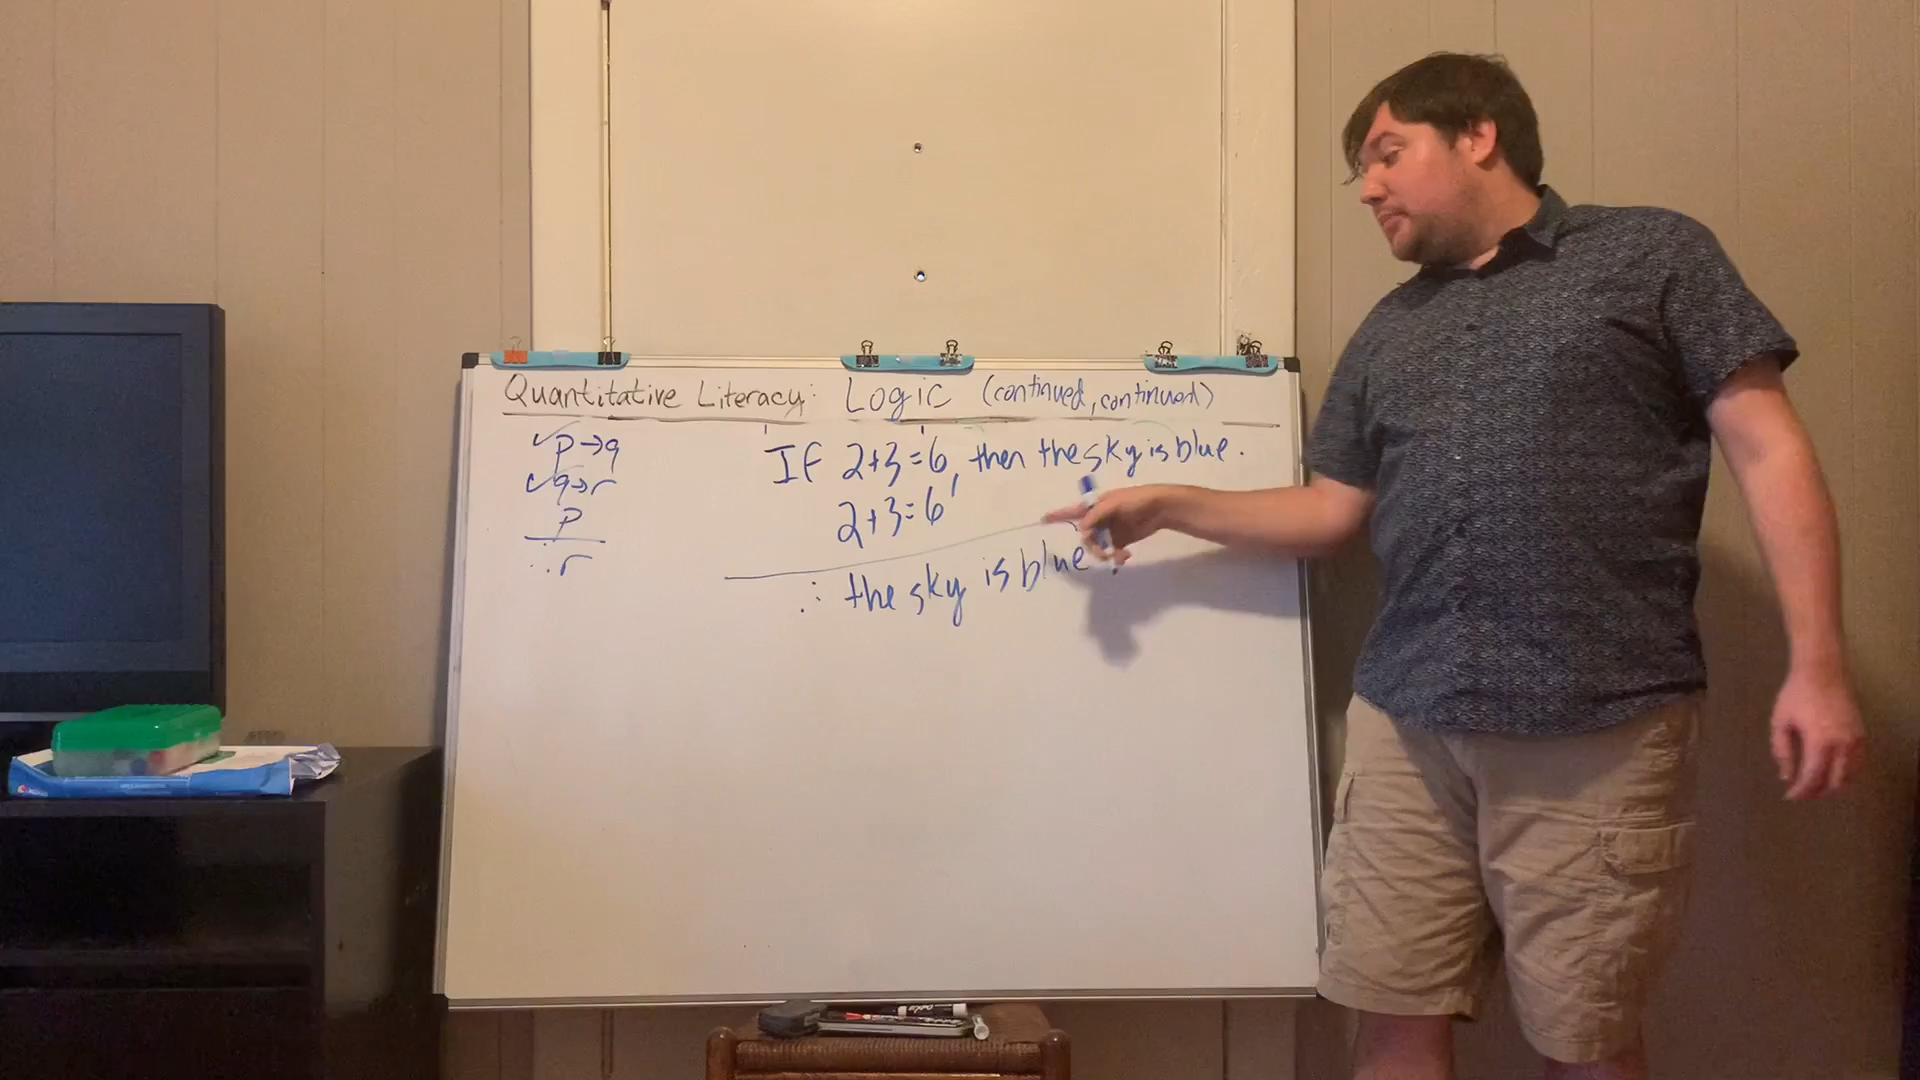 Quantitative Literacy: Logic (continued, continued)
p→q
q→r
p
∴ r
If 2+3=6, then the sky is blue.
2+3=6
∴ the sky is blue